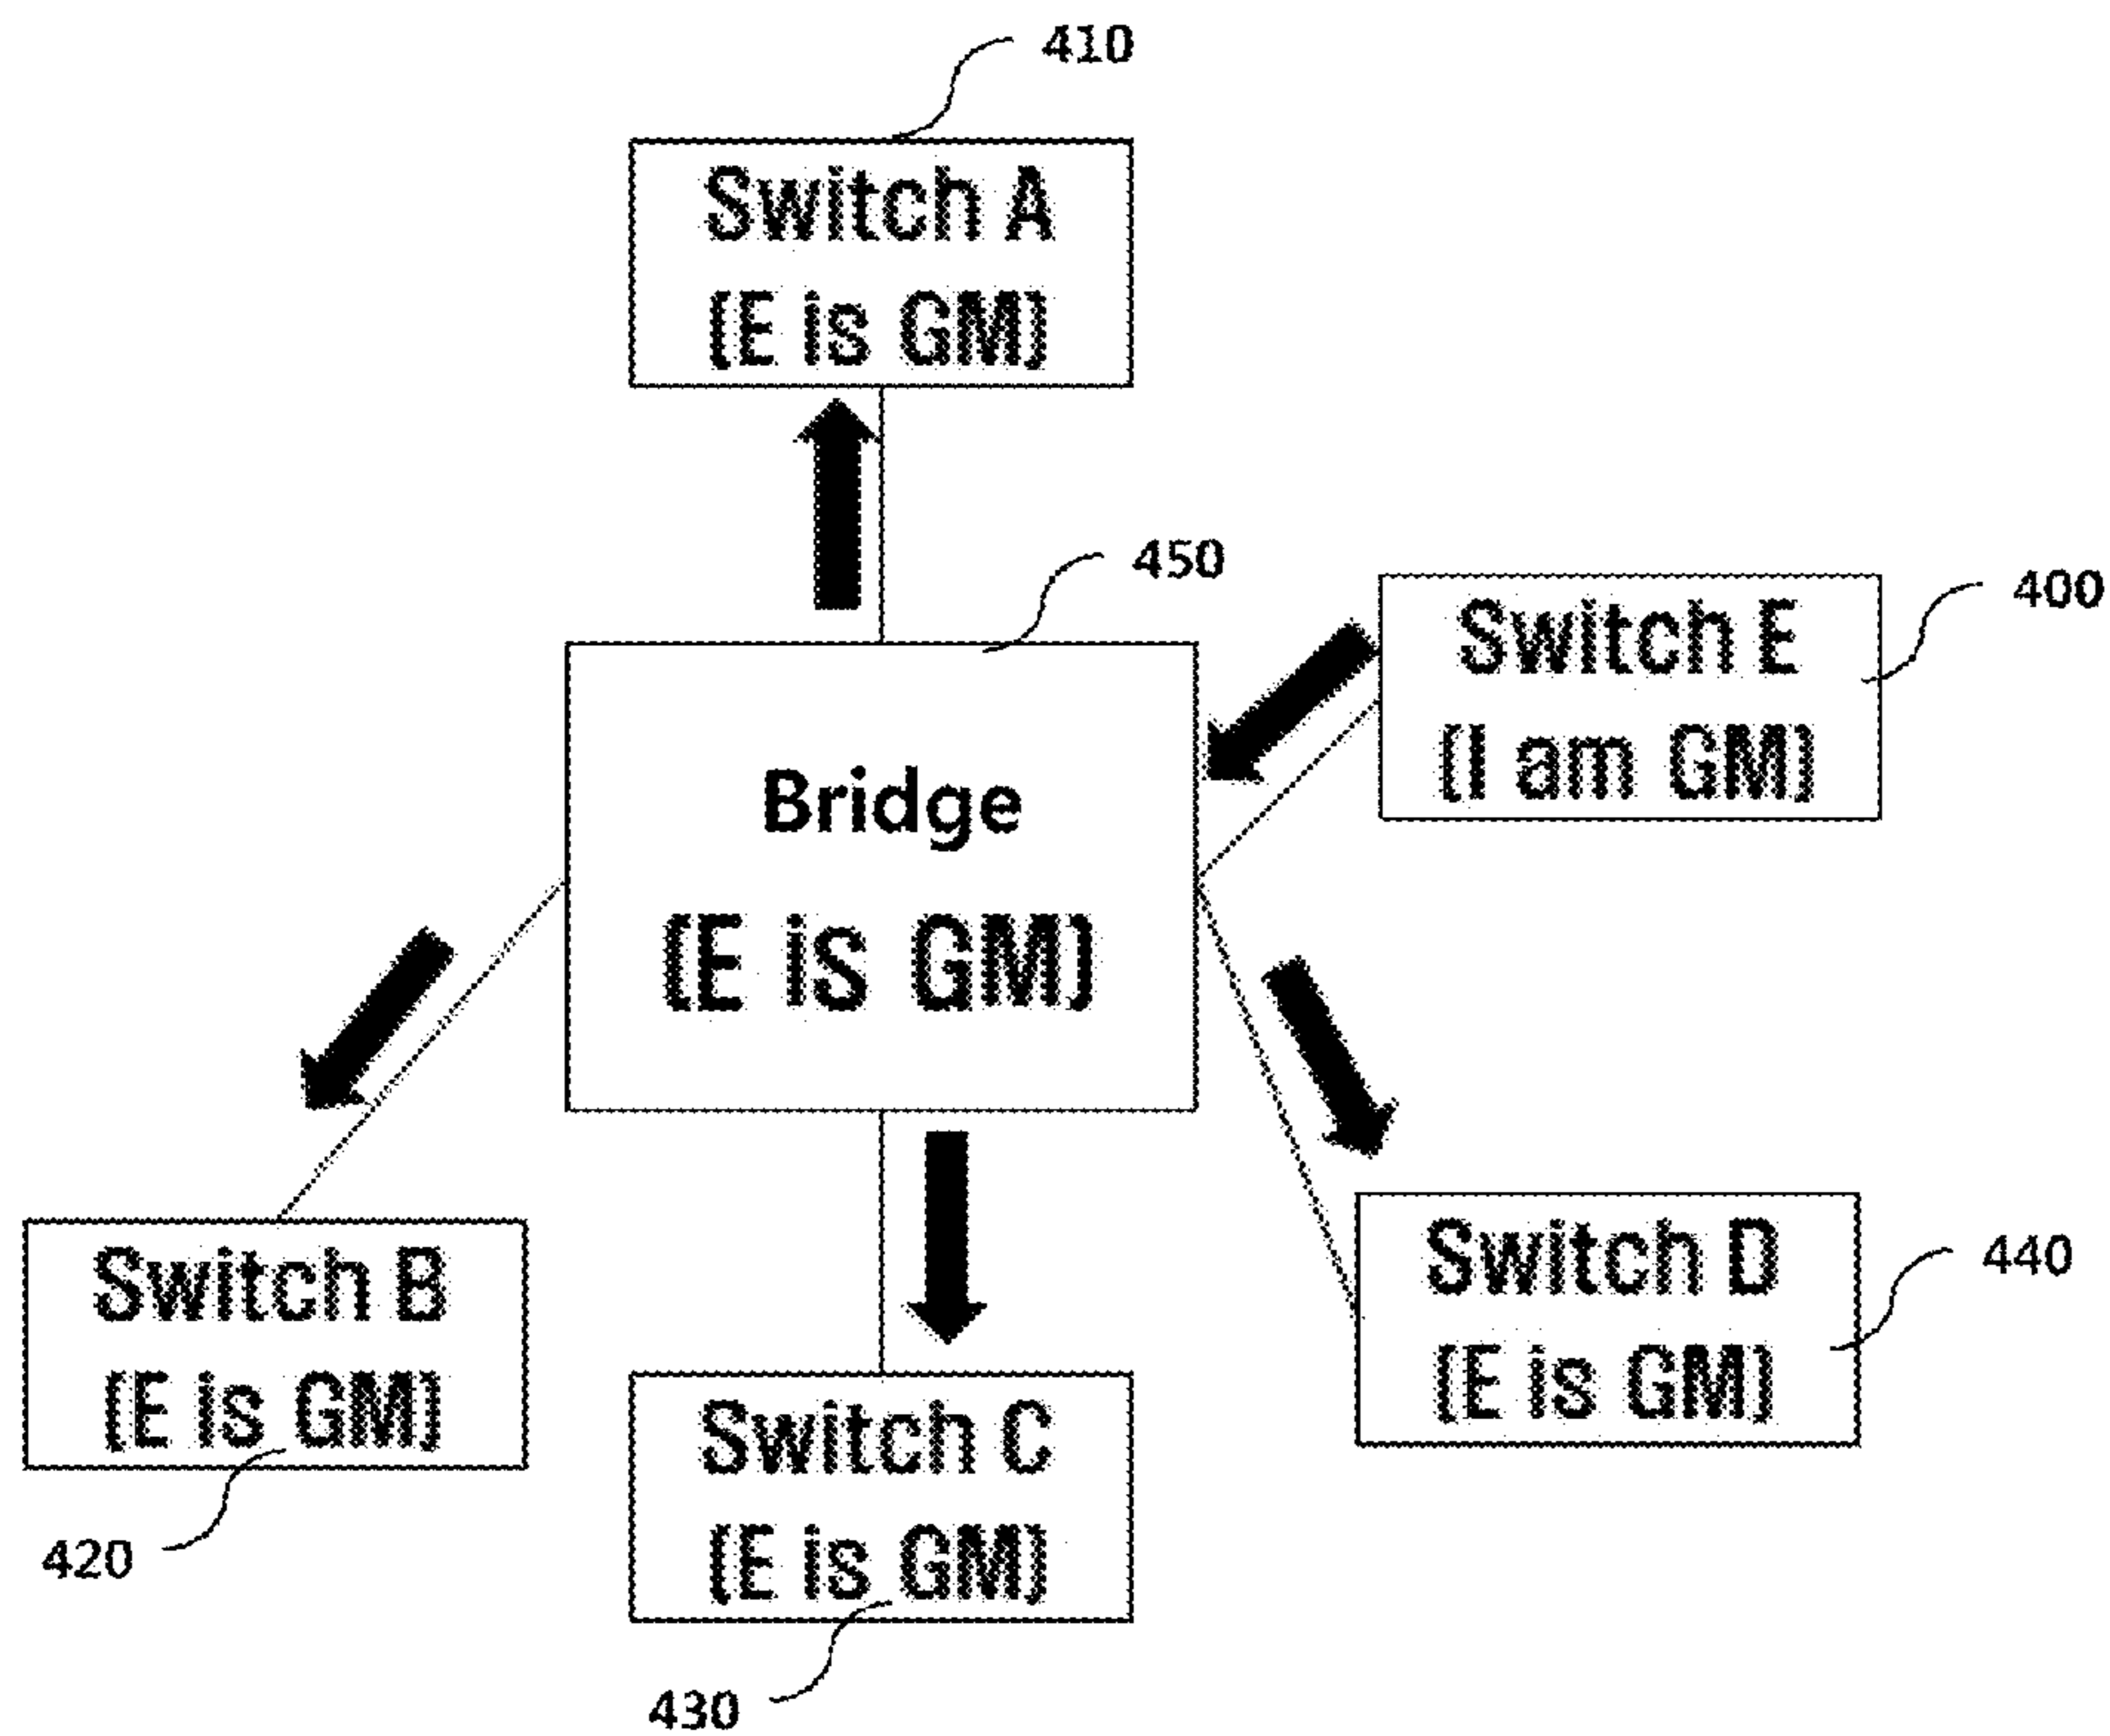 410
Switch A
(E is GM)
450
400
Switch E
(I am GM)
Bridge
(E is GM)
Switch B
(E is GM)
420
Switch C
(E is GM)
430
Switch D
(E is GM)
440